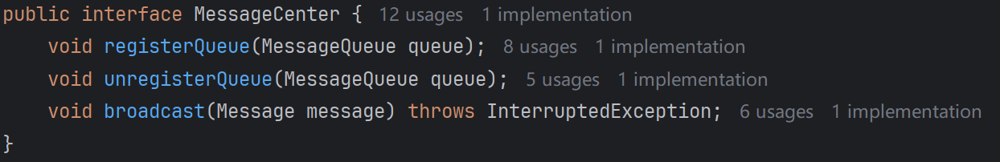 public interface MessageCenter { 12 usages 1 implementation
void registerQueue(MessageQueue queue); 8 usages 1 implementation
void unregisterQueue(MessageQueue queue); 5 usages 1 implementation
void broadcast(Message message) throws InterruptedException; 6 usages 1 implementation
}